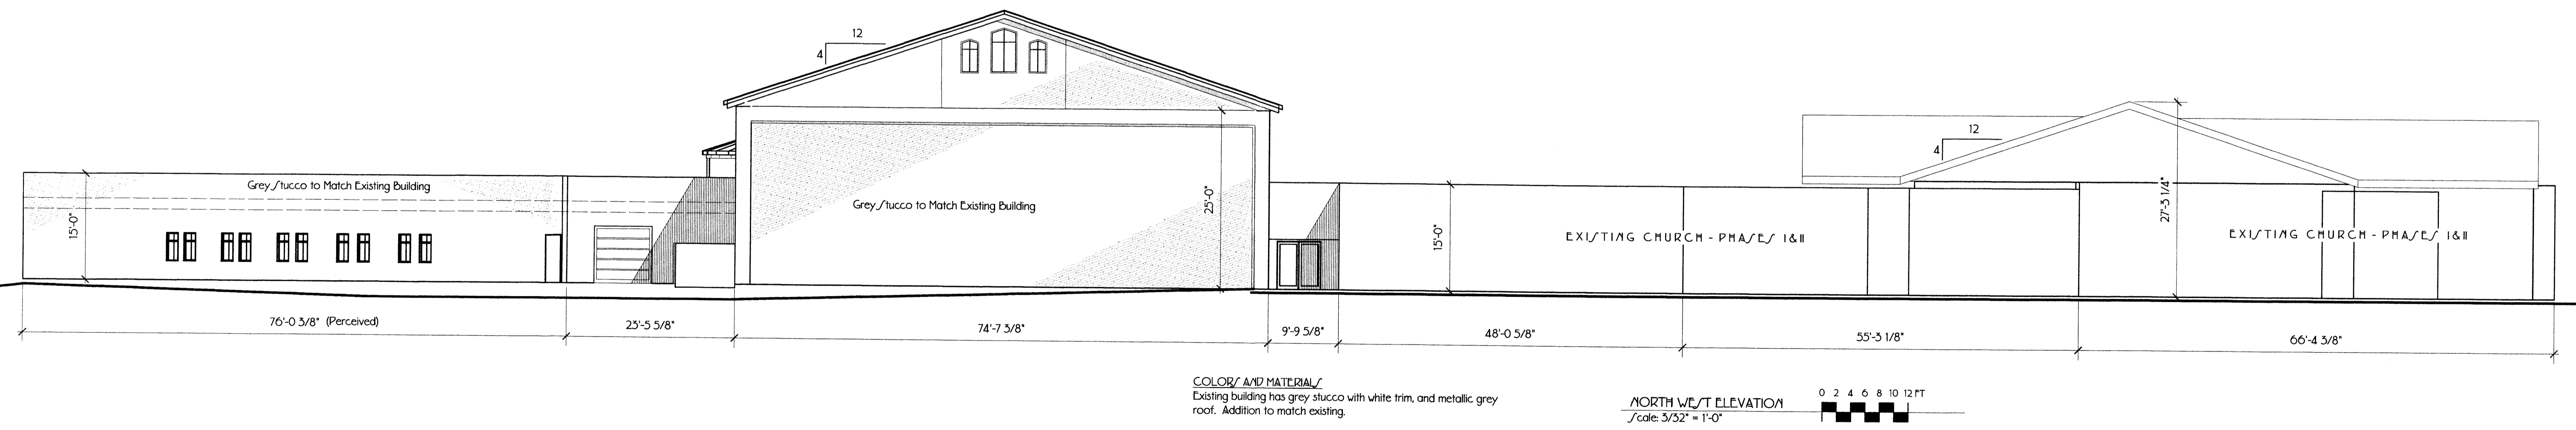 12
4
Grey Stucco to Match Existing Building
15'-0"
Grey Stucco to Match Existing Building
25'-0"
15'-0"
EXISTING CHURCH - PHASES I & II
12
4
27'-3 1/4"
EXISTING CHURCH - PHASES I & II
76'-0 3/8" (Perceived)
23'-5 5/8"
74'-7 3/8"
9'-9 5/8"
48'-0 5/8"
55'-3 1/8"
66'-4 3/8"
COLORS AND MATERIALS
Existing building has grey stucco with white trim, and metallic grey
roof. Addition to match existing.
NORTH WEST ELEVATION
Scale: 3/32" = 1'-0"
0 2 4 6 8 10 12 FT